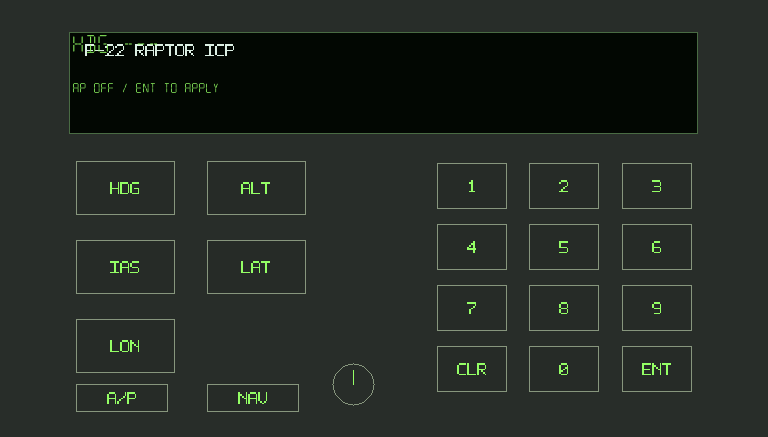 HDG ---
F-22 RAPTOR ICP
AP OFF / ENT TO APPLY
HDG ALT 1 2 3
IAS LAT 4 5 6
LON 7 8 9
A/P NAV CLR 0 ENT